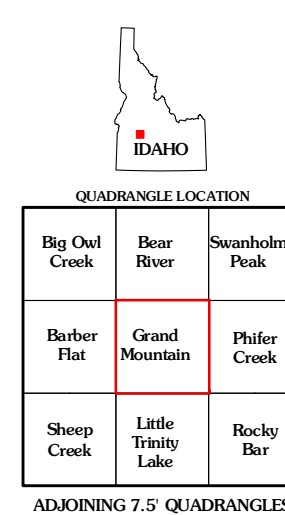 IDAHO
QUADRANGLE LOCATION
Big Owl Creek
Bear River
Swanholm Peak
Barber Flat
Grand Mountain
Phifer Creek
Sheep Creek
Little Trinity Lake
Rocky Bar
ADJOINING 7.5' QUADRANGLES